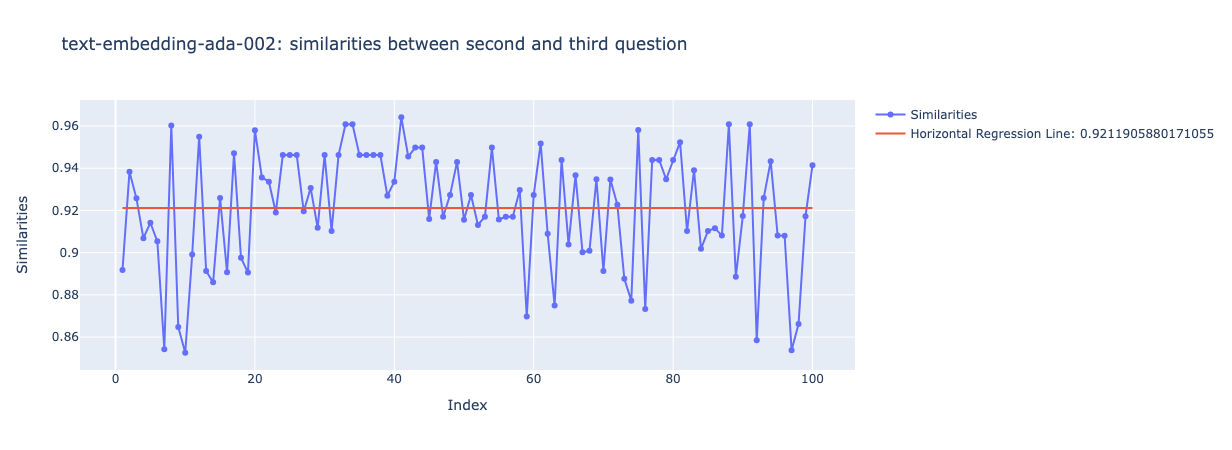 text-embedding-ada-002: similarities between second and third question
Similarities
Horizontal Regression Line: 0.9211905880171055
0.96
0.94
0.92
0.9
0.88
0.86
Similarities
0
20
40
60
80
100
Index